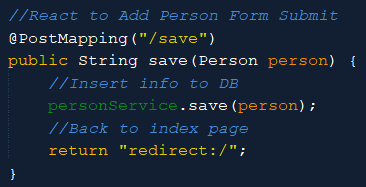 //React to Add Person Form Submit
@PostMapping("/save")
public String save(Person person) {
//Insert info to DB
personService.save(person);
//Back to index page
return "redirect:/";
}